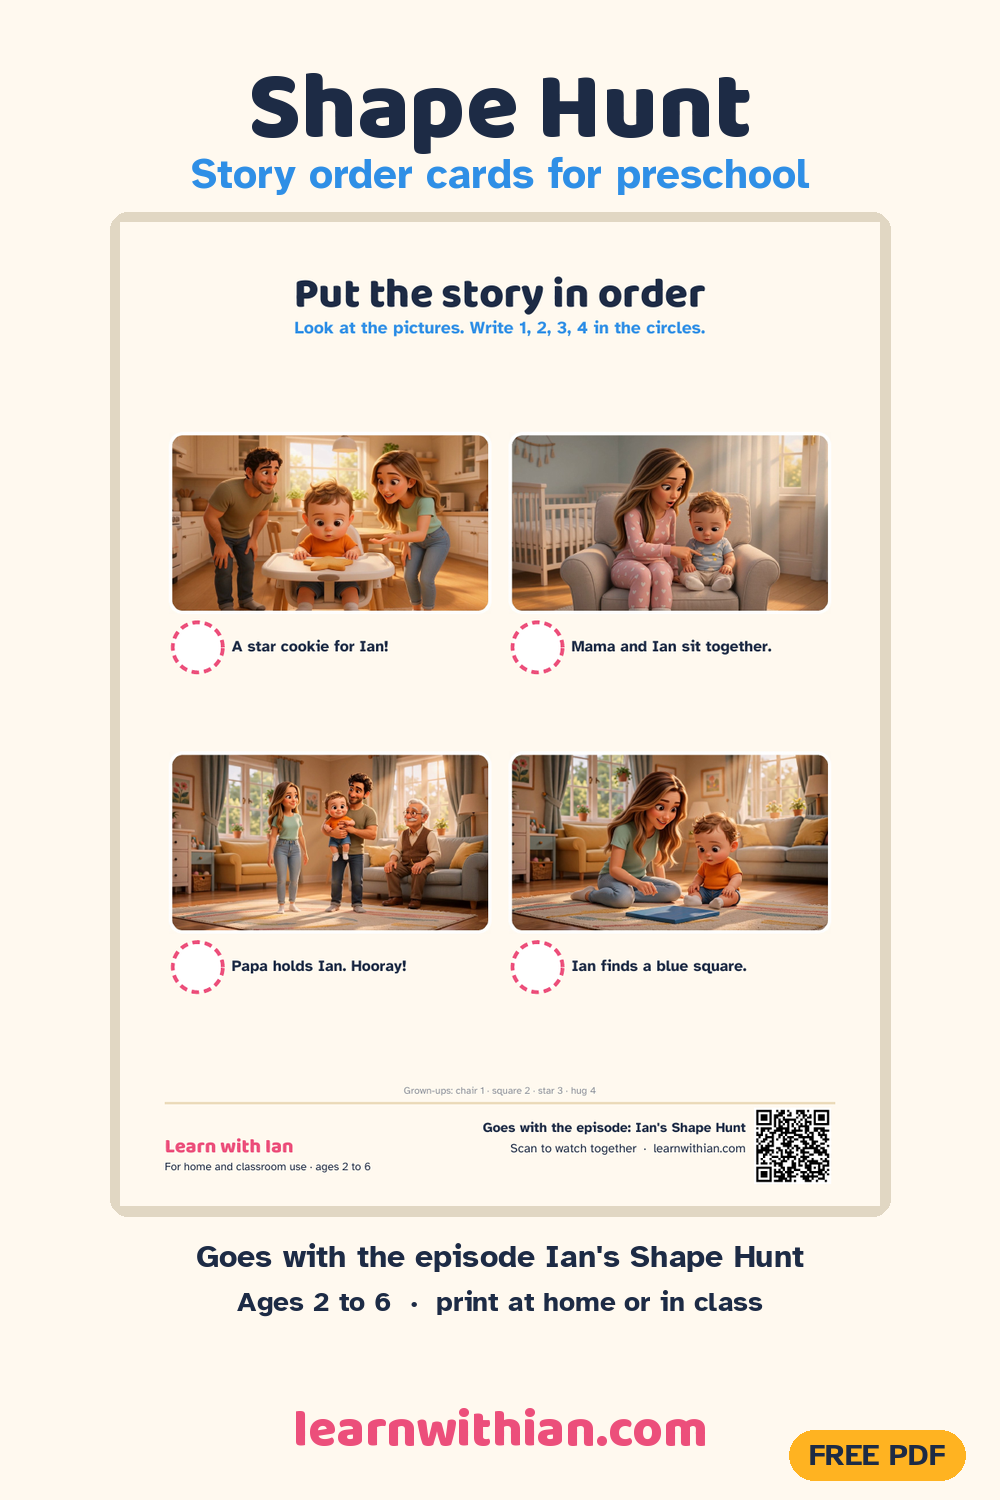 Shape Hunt
Story order cards for preschool
Put the story in order
Look at the pictures. Write 1, 2, 3, 4 in the circles.
A star cookie for Ian!
Mama and Ian sit together.
Papa holds Ian. Hooray!
Ian finds a blue square.
Grown-ups: chair 1 · square 2 · star 3 · hug 4
Learn with Ian
For home and classroom use · ages 2 to 6
Goes with the episode: Ian's Shape Hunt
Scan to watch together · learnwithian.com
Goes with the episode Ian's Shape Hunt
Ages 2 to 6 · print at home or in class
learnwithian.com
FREE PDF